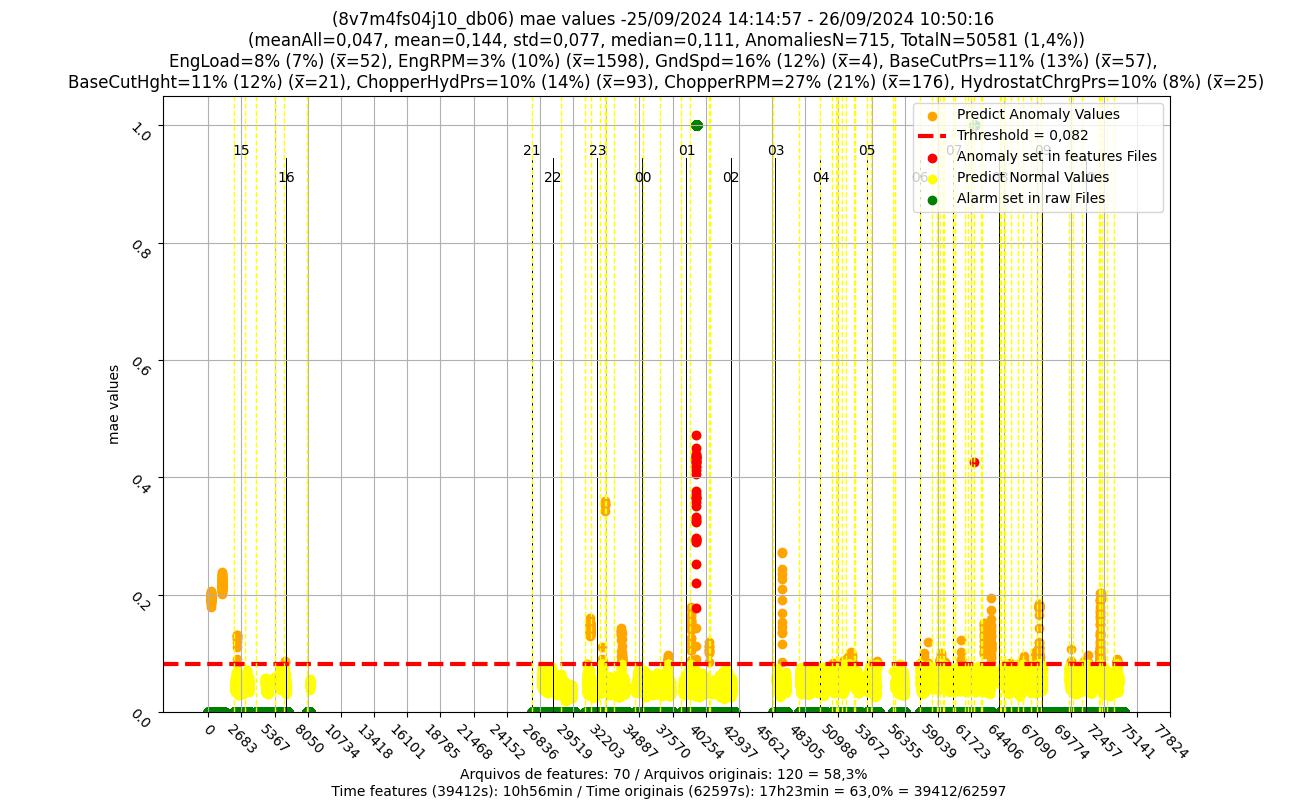 (8v7m4fs04j10_db06) mae values -25/09/2024 14:14:57 - 26/09/2024 10:50:16
(meanAll=0,047, mean=0,144, std=0,077, median=0,111, AnomaliesN=715, TotalN=50581 (1,4%))
EngLoad=8% (7%) (x̅=52), EngRPM=3% (10%) (x̅=1598), GndSpd=16% (12%) (x̅=4), BaseCutPrs=11% (13%) (x̅=57),
BaseCutHght=11% (12%) (x̅=21), ChopperHydPrs=10% (14%) (x̅=93), ChopperRPM=27% (21%) (x̅=176), HydrostatChrgPrs=10% (8%) (x̅=25)
Predict Anomaly Values
Trhreshold = 0,082
Anomaly set in features Files
Predict Normal Values
Alarm set in raw Files
15 21 23 01 03 05 07 09
16 22 00 02 04 06
mae values
1.0
0.8
0.6
0.4
0.2
0.0
0 2683 5367 8050 10734 13418 16101 18785 21468 24152 26836 29519 32203 34887 37570 40254 42937 45621 48305 50988 53672 56355 59039 61723 64406 67090 69774 72457 75141 77824
Arquivos de features: 70 / Arquivos originais: 120 = 58,3%
Time features (39412s): 10h56min / Time originais (62597s): 17h23min = 63,0% = 39412/62597